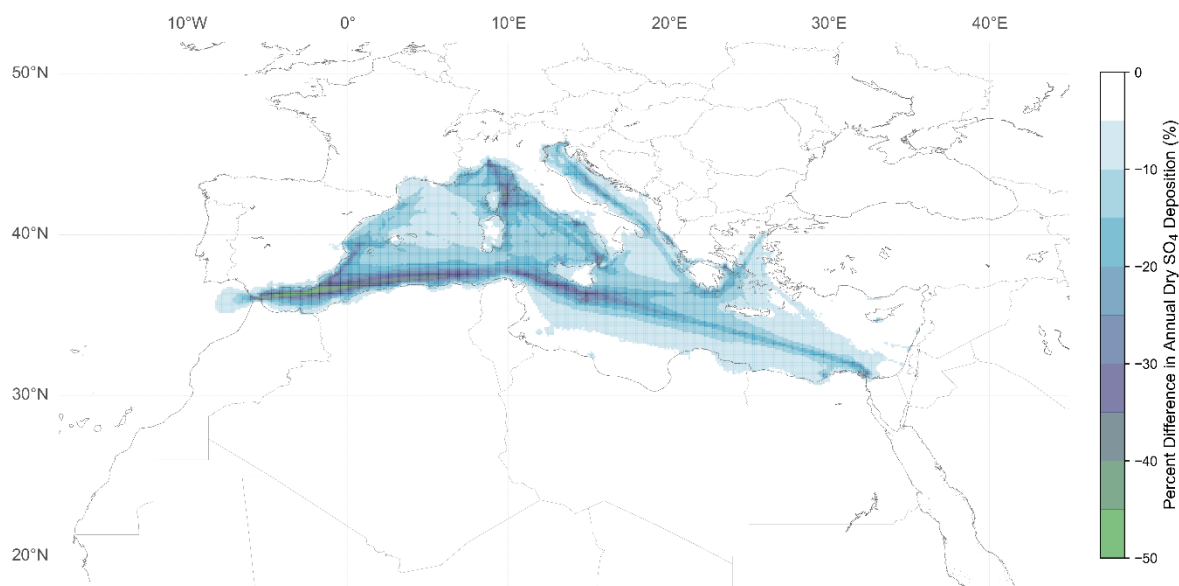 10°W 0° 10°E 20°E 30°E 40°E
50°N
40°N
30°N
20°N
0
−10
−20
−30
−40
−50
Percent Difference in Annual Dry SO₄ Deposition (%)